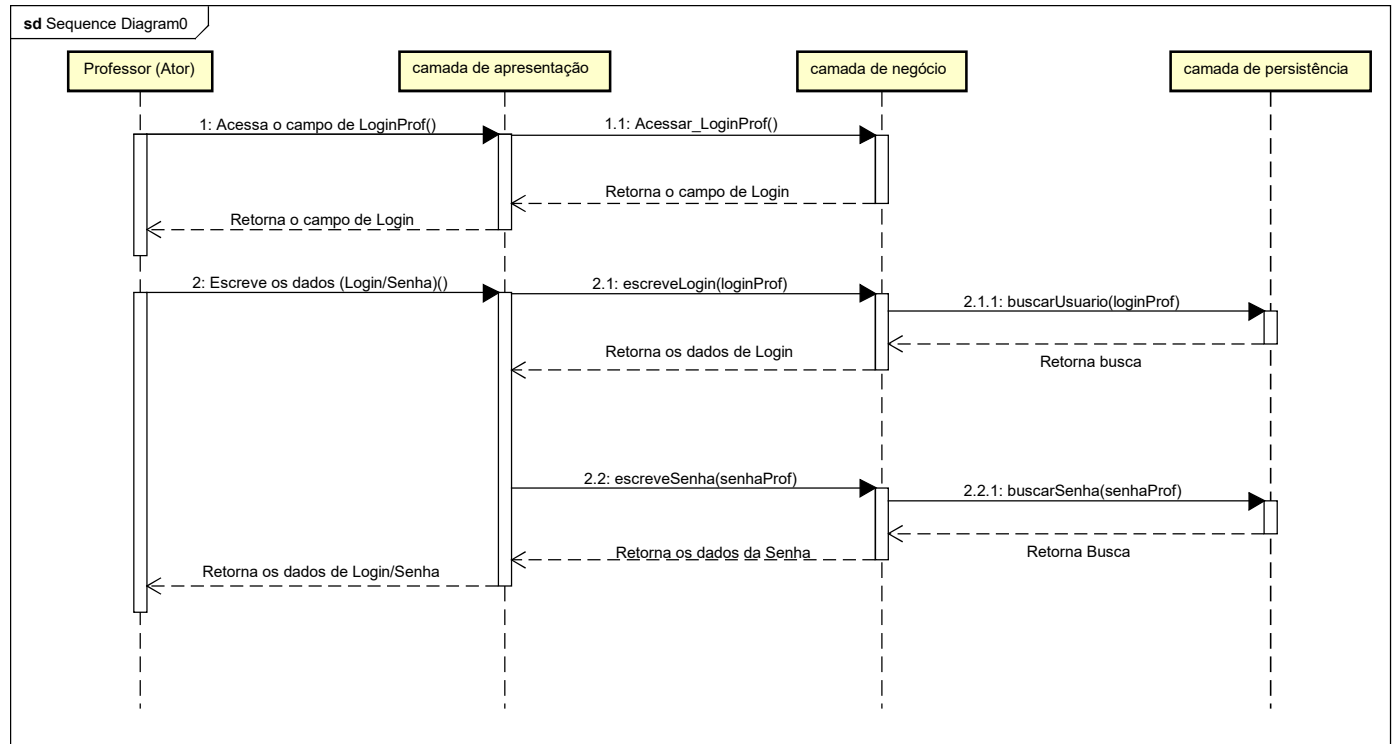 sd Sequence Diagram0
Professor (Ator)
camada de apresentação
camada de negócio
camada de persistência
1: Acessa o campo de LoginProf()
1.1: Acessar_LoginProf()
Retorna o campo de Login
Retorna o campo de Login
2: Escreve os dados (Login/Senha)()
2.1: escreveLogin(loginProf)
2.1.1: buscarUsuario(loginProf)
Retorna os dados de Login
Retorna busca
2.2: escreveSenha(senhaProf)
2.2.1: buscarSenha(senhaProf)
Retorna os dados da Senha
Retorna Busca
Retorna os dados de Login/Senha